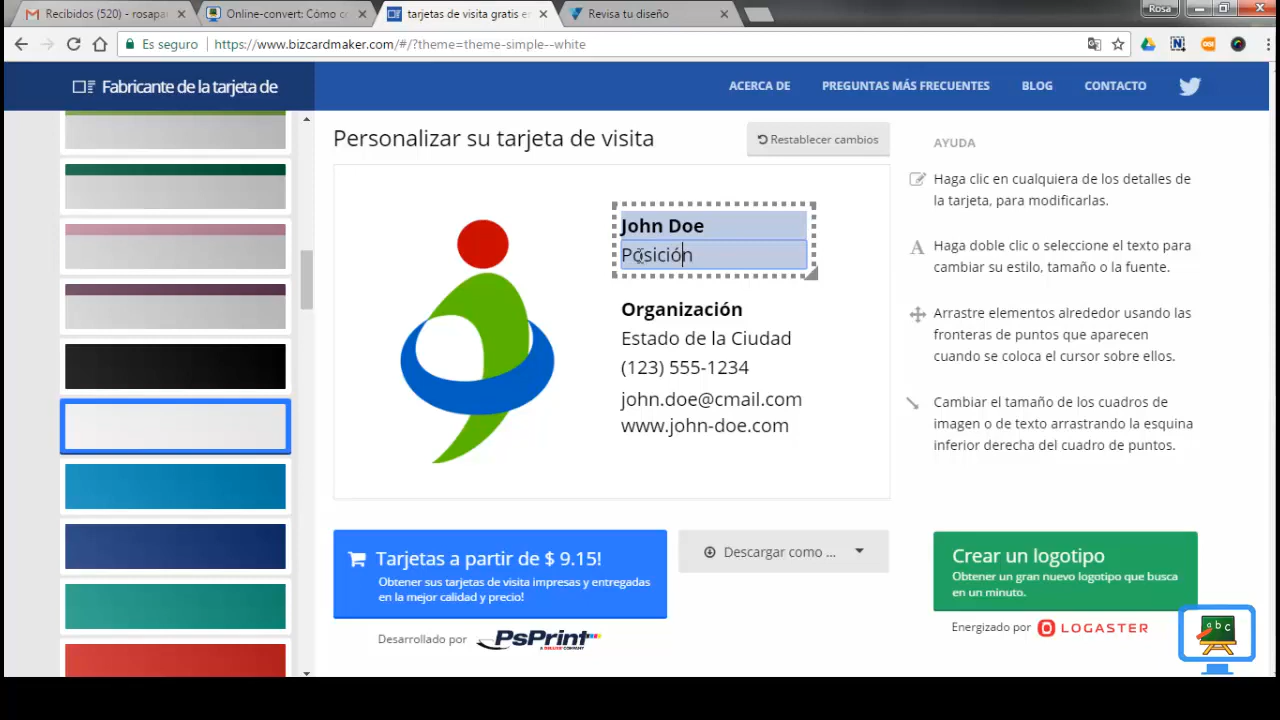 Recibidos (520) - rosapar
Online-convert: Cómo c
tarjetas de visita gratis e
Revisa tu diseño
Rosa
Es seguro
https://www.bizcardmaker.com/#/?theme=theme-simple--white
Fabricante de la tarjeta de
ACERCA DE
PREGUNTAS MÁS FRECUENTES
BLOG
CONTACTO
Personalizar su tarjeta de visita
Restablecer cambios
John Doe
Posición
Organización
Estado de la Ciudad
(123) 555-1234
john.doe@cmail.com
www.john-doe.com
AYUDA
Haga clic en cualquiera de los detalles de
la tarjeta, para modificarlas.
A
Haga doble clic o seleccione el texto para
cambiar su estilo, tamaño o la fuente.
Arrastre elementos alrededor usando las
fronteras de puntos que aparecen
cuando se coloca el cursor sobre ellos.
Cambiar el tamaño de los cuadros de
imagen o de texto arrastrando la esquina
inferior derecha del cuadro de puntos.
Tarjetas a partir de $ 9.15!
Obtener sus tarjetas de visita impresas y entregadas
en la mejor calidad y precio!
Descargar como ...
Desarrollado por
PsPrint
Crear un logotipo
Obtener un gran nuevo logotipo que busca
en un minuto.
Energizado por
LOGASTER
abc